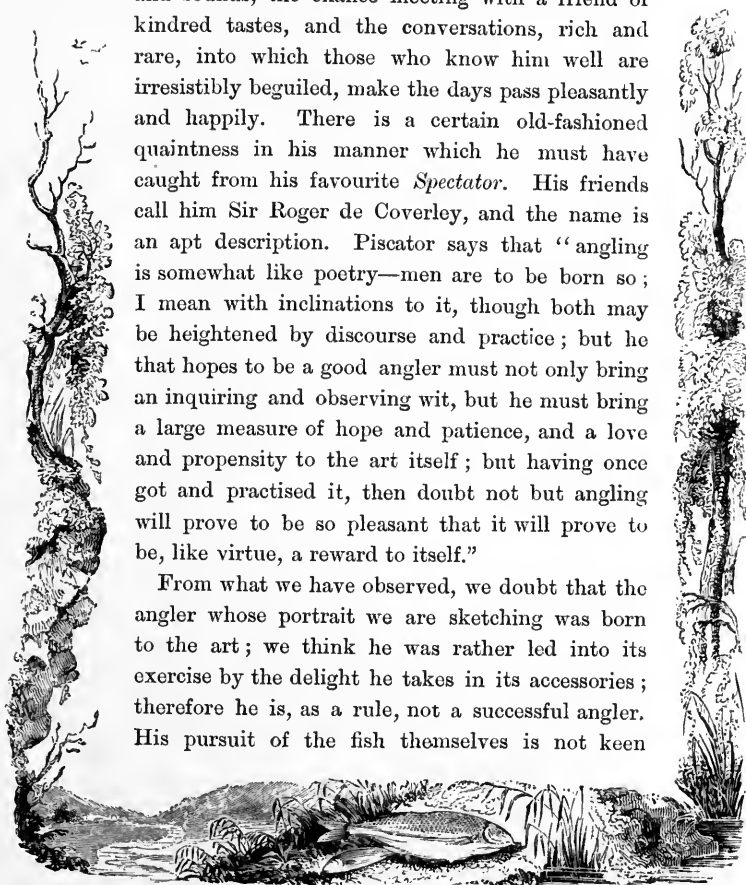 and sounds, the chance meeting with a friend of
kindred tastes, and the conversations, rich and
rare, into which those who know him well are
irresistibly beguiled, make the days pass pleasantly
and happily. There is a certain old-fashioned
quaintness in his manner which he must have
caught from his favourite Spectator. His friends
call him Sir Roger de Coverley, and the name is
an apt description. Piscator says that “angling
is somewhat like poetry—men are to be born so;
I mean with inclinations to it, though both may
be heightened by discourse and practice; but he
that hopes to be a good angler must not only bring
an inquiring and observing wit, but he must bring
a large measure of hope and patience, and a love
and propensity to the art itself; but having once
got and practised it, then doubt not but angling
will prove to be so pleasant that it will prove to
be, like virtue, a reward to itself.”
From what we have observed, we doubt that the
angler whose portrait we are sketching was born
to the art; we think he was rather led into its
exercise by the delight he takes in its accessories;
therefore he is, as a rule, not a successful angler.
His pursuit of the fish themselves is not keen